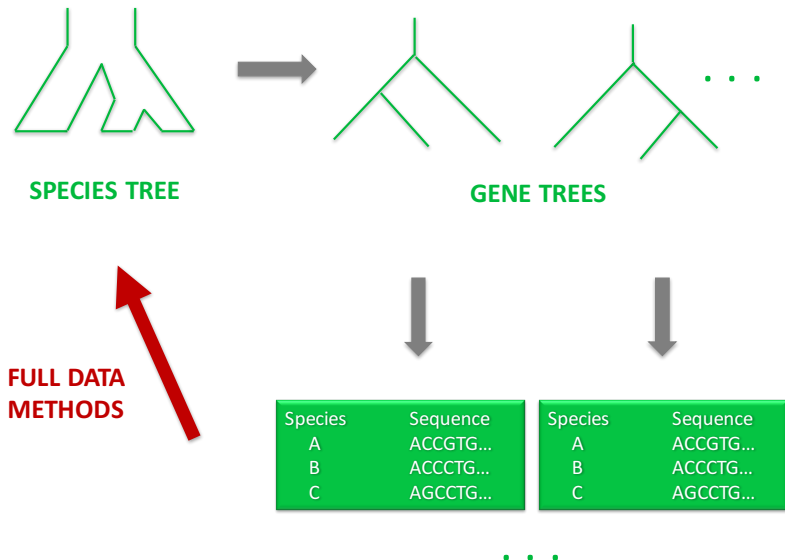 . . .
SPECIES TREE
GENE TREES
FULL DATA
METHODS
Species Sequence
A ACCGTG...
B ACCCTG...
C AGCCTG...
Species Sequence
A ACCGTG...
B ACCCTG...
C AGCCTG...
. . .